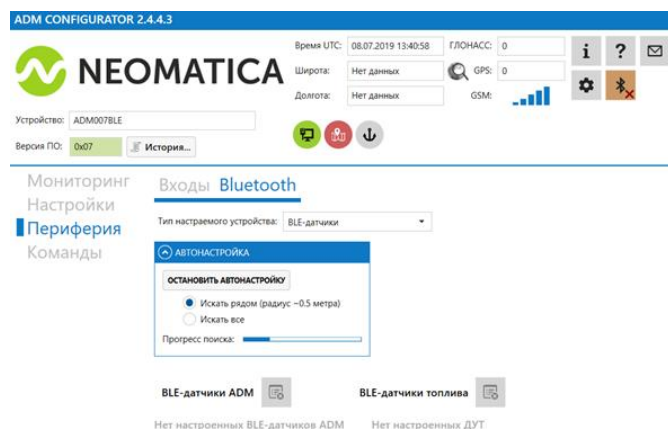 ADM CONFIGURATOR 2.4.4.3
NEOMATICA
Время UTC: 08.07.2019 13:40:58 ГЛОНАСС: 0
Широта: Нет данных GPS: 0
Долгота: Нет данных GSM:
Устройство: ADM007BLE
Версия ПО: 0x07 История...
Мониторинг
Настройки
Периферия
Команды
Входы Bluetooth
Тип настраемого устройства: BLE-датчики
АВТОНАСТРОЙКА
ОСТАНОВИТЬ АВТОНАСТРОЙКУ
Искать рядом (радиус ~0.5 метра)
Искать все
Прогресс поиска:
BLE-датчики ADM BLE-датчики топлива
Нет настроенных BLE-датчиков ADM Нет настроенных ДУТ